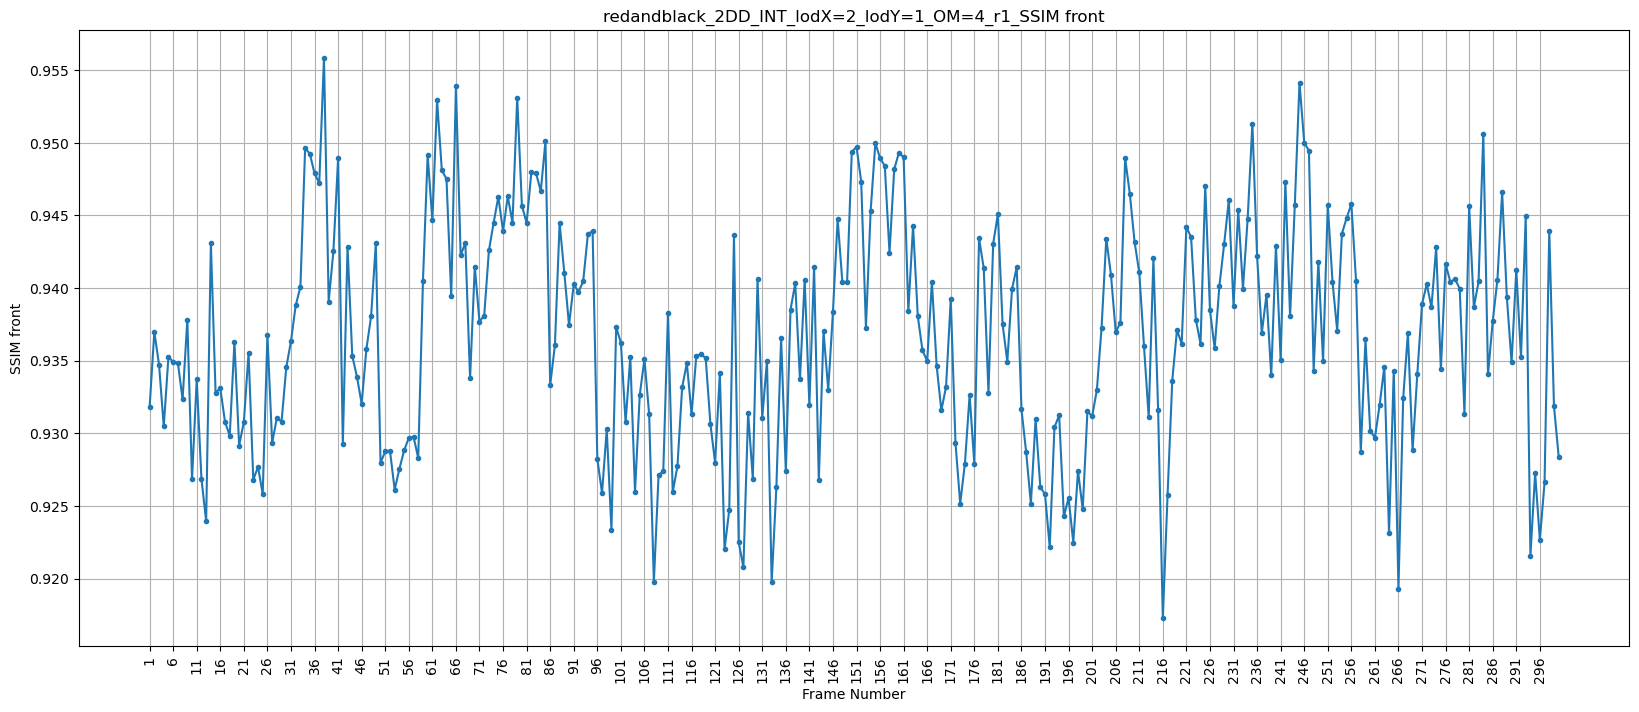 redandblack_2DD_INT_lodX=2_lodY=1_OM=4_r1_SSIM front
SSIM front
0.955
0.950
0.945
0.940
0.935
0.930
0.925
0.920
1 6 11 16 21 26 31 36 41 46 51 56 61 66 71 76 81 86 91 96 101 106 111 116 121 126 131 136 141 146 151 156 161 166 171 176 181 186 191 196 201 206 211 216 221 226 231 236 241 246 251 256 261 266 271 276 281 286 291 296
Frame Number